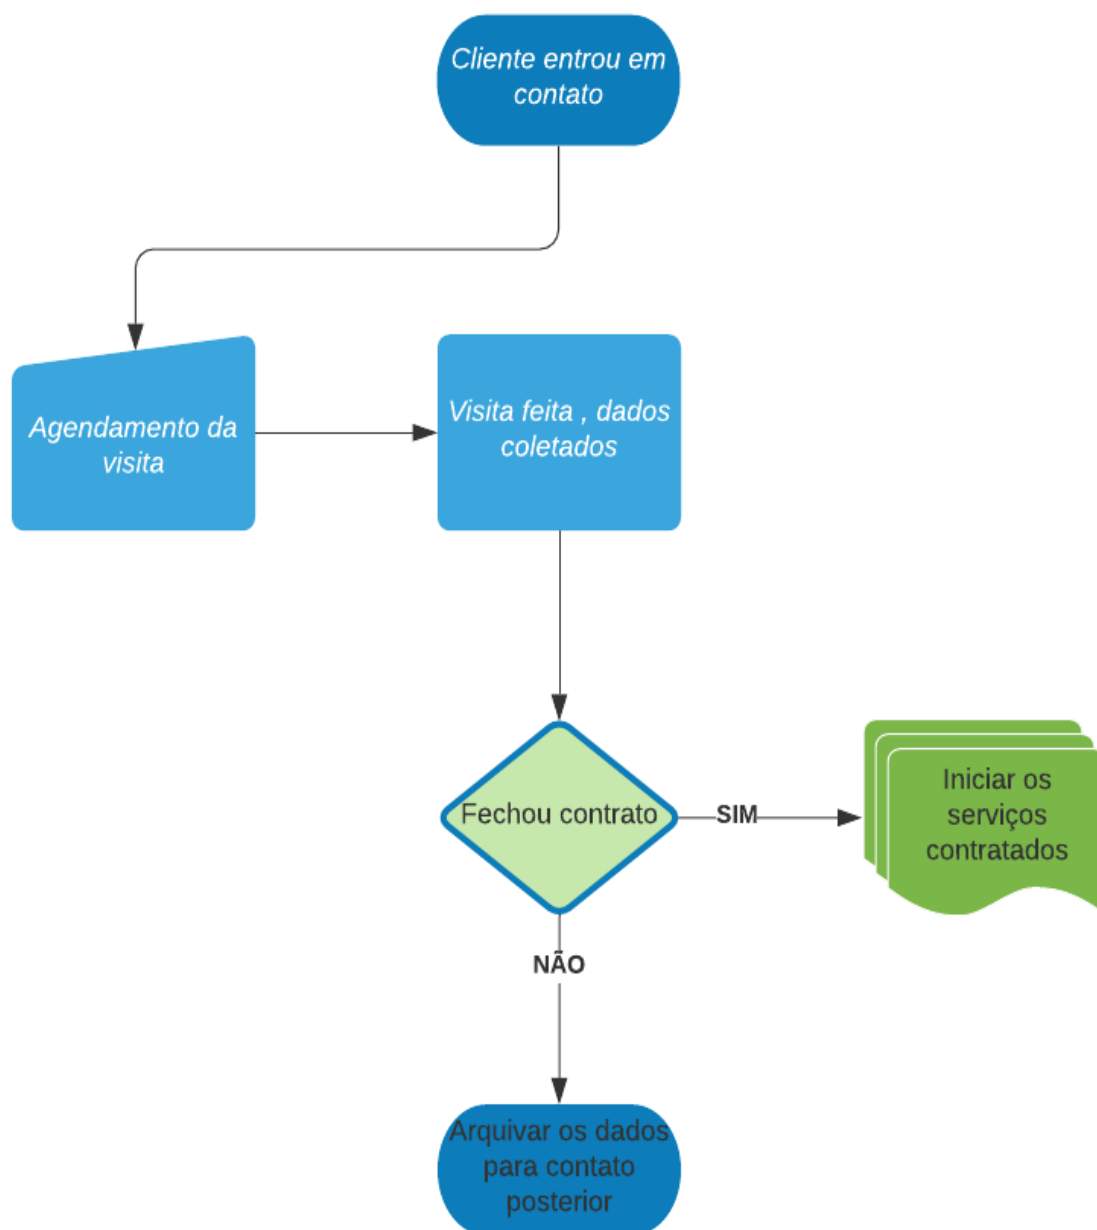 Cliente entrou em
contato
Agendamento da
visita
Visita feita , dados
coletados
Fechou contrato
SIM
Iniciar os
serviços
contratados
NÃO
Arquivar os dados
para contato
posterior